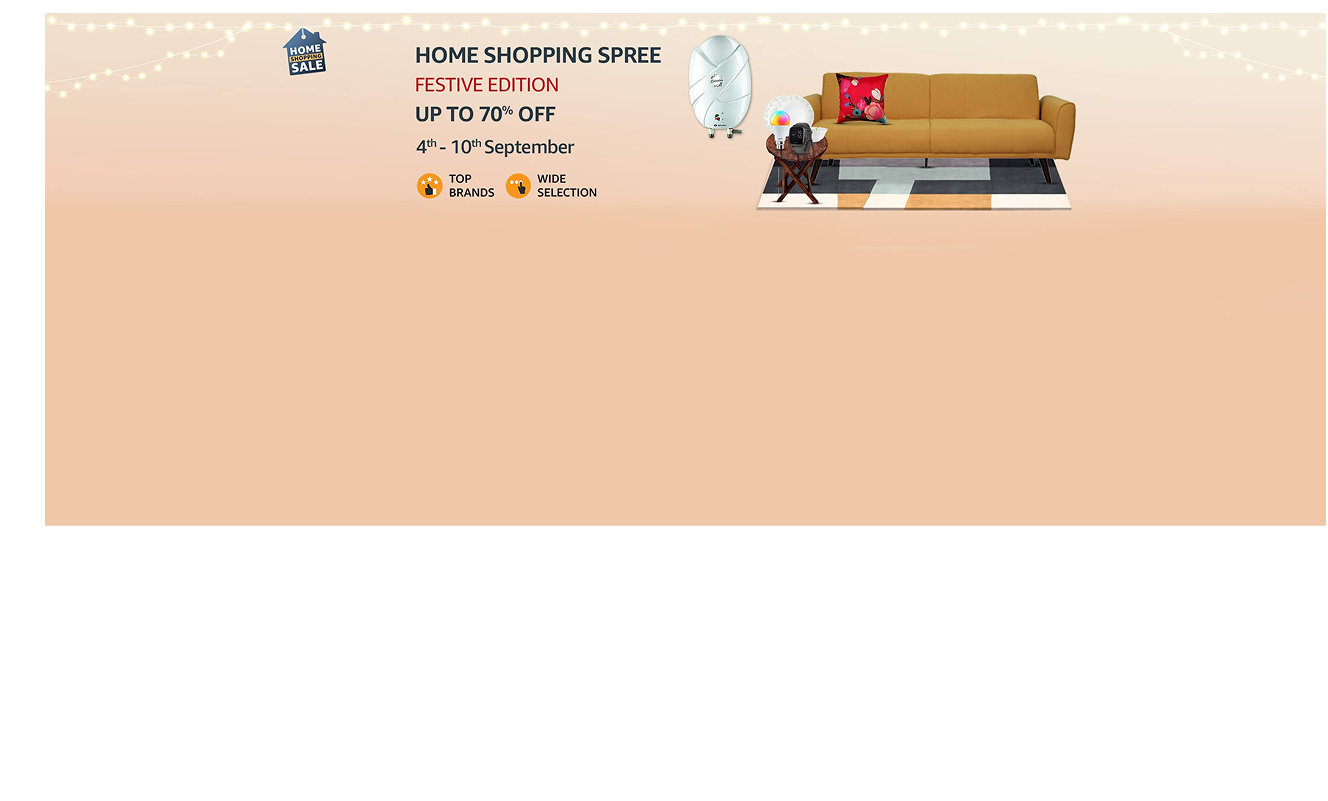 HOME
SHOPPING
SALE
HOME SHOPPING SPREE
FESTIVE EDITION
UP TO 70% OFF
4th - 10th September
TOP
BRANDS
WIDE
SELECTION